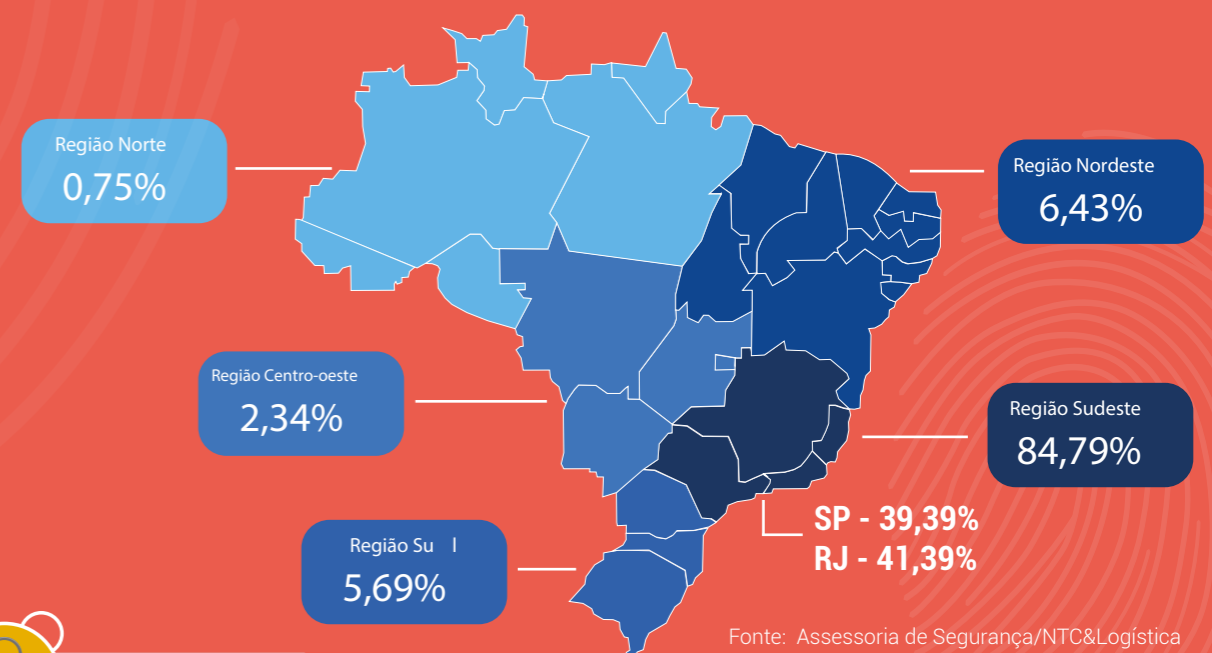 Região Norte
0,75%
Região Nordeste
6,43%
Região Centro-oeste
2,34%
Região Sudeste
84,79%
SP - 39,39%
RJ - 41,39%
Região Su l
5,69%
Fonte: Assessoria de Segurança/NTC&Logística